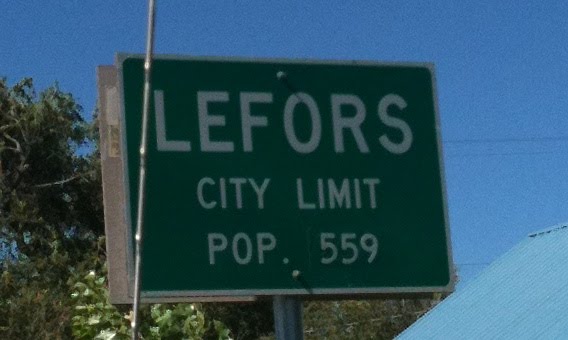 LEFORS
CITY LIMIT
POP. 559